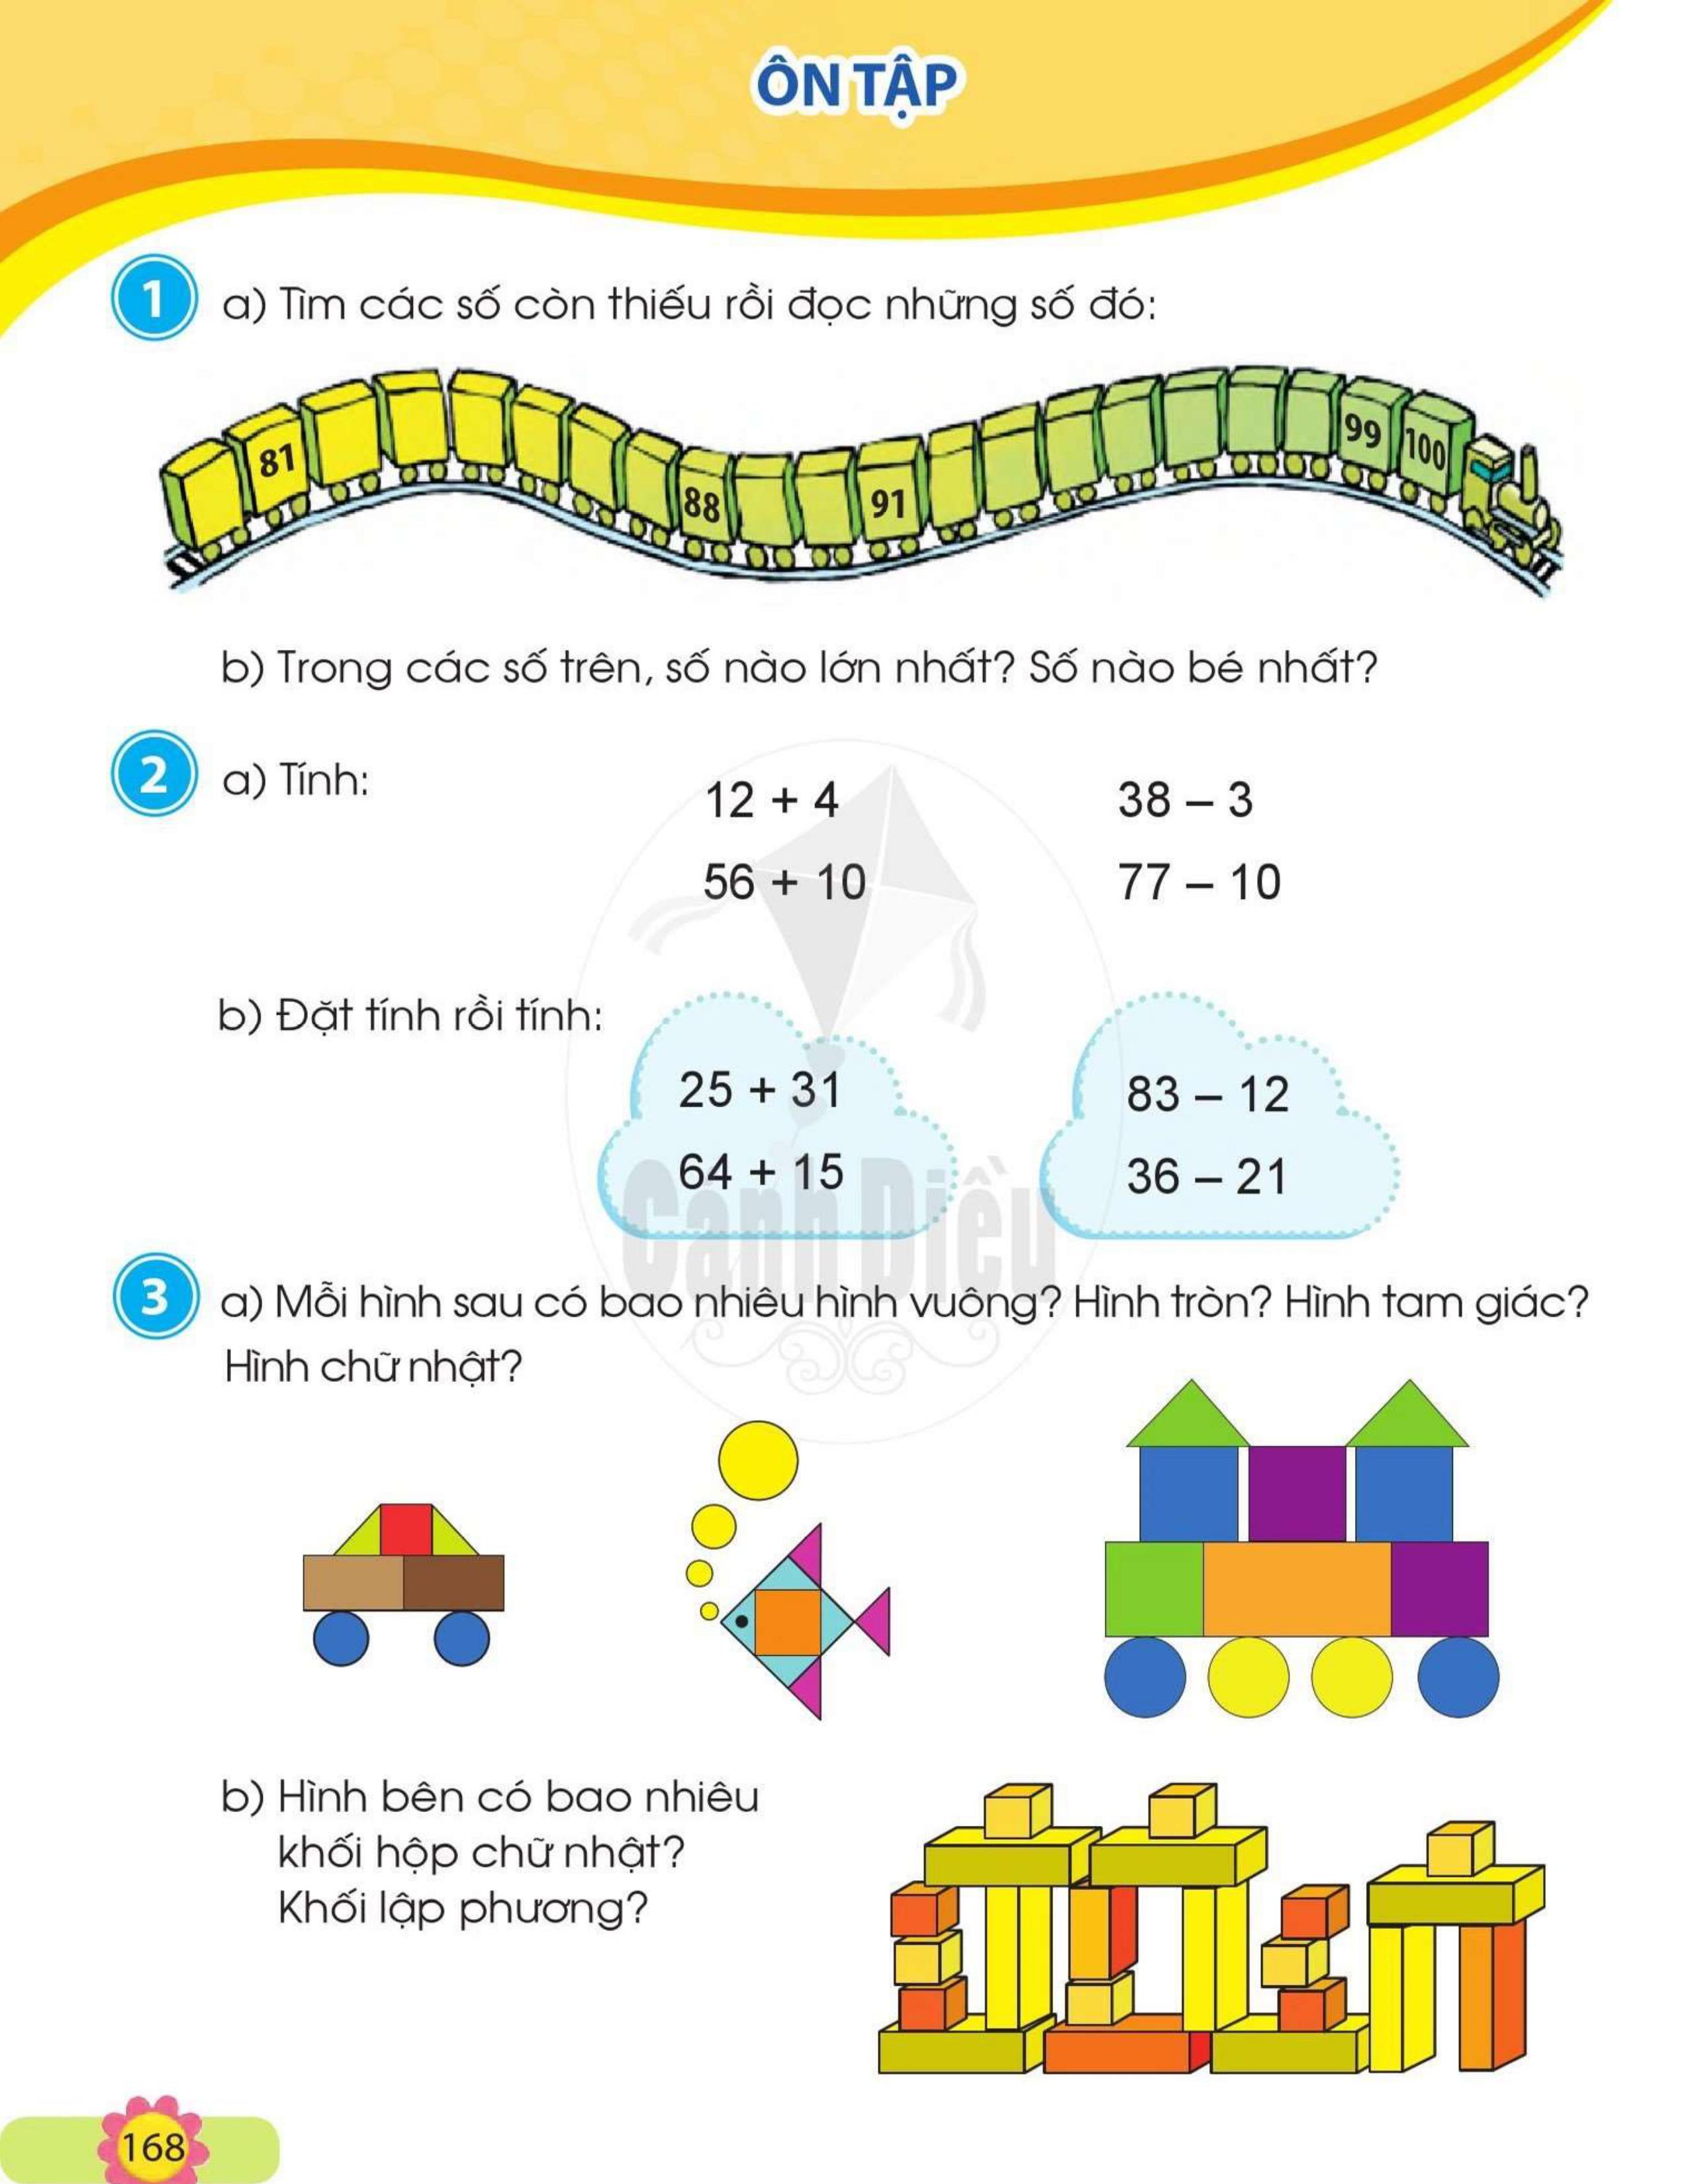 ÔN TẬP
1 a) Tìm các số còn thiếu rồi đọc những số đó:
81 88 91 99 100
b) Trong các số trên, số nào lớn nhất? Số nào bé nhất?
2 a) Tính:
12 + 4 38 – 3
56 + 10 77 – 10
b) Đặt tính rồi tính:
25 + 31 83 – 12
64 + 15 36 – 21
Cánh Diều
3 a) Mỗi hình sau có bao nhiêu hình vuông? Hình tròn? Hình tam giác?
Hình chữ nhật?
b) Hình bên có bao nhiêu
khối hộp chữ nhật?
Khối lập phương?
168